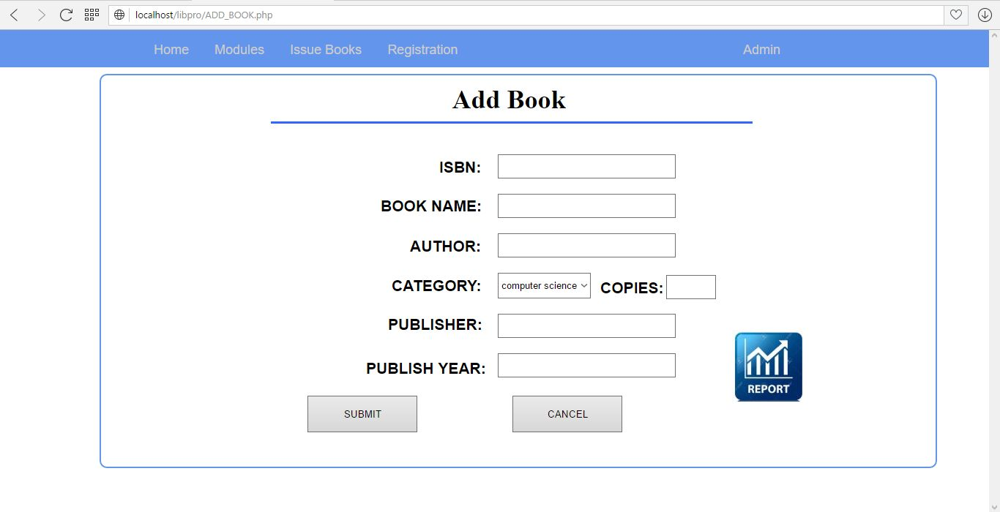 localhost/libpro/ADD_BOOK.php
Home Modules Issue Books Registration Admin
Add Book
ISBN:
BOOK NAME:
AUTHOR:
CATEGORY: computer science COPIES:
PUBLISHER:
PUBLISH YEAR:
REPORT
SUBMIT CANCEL